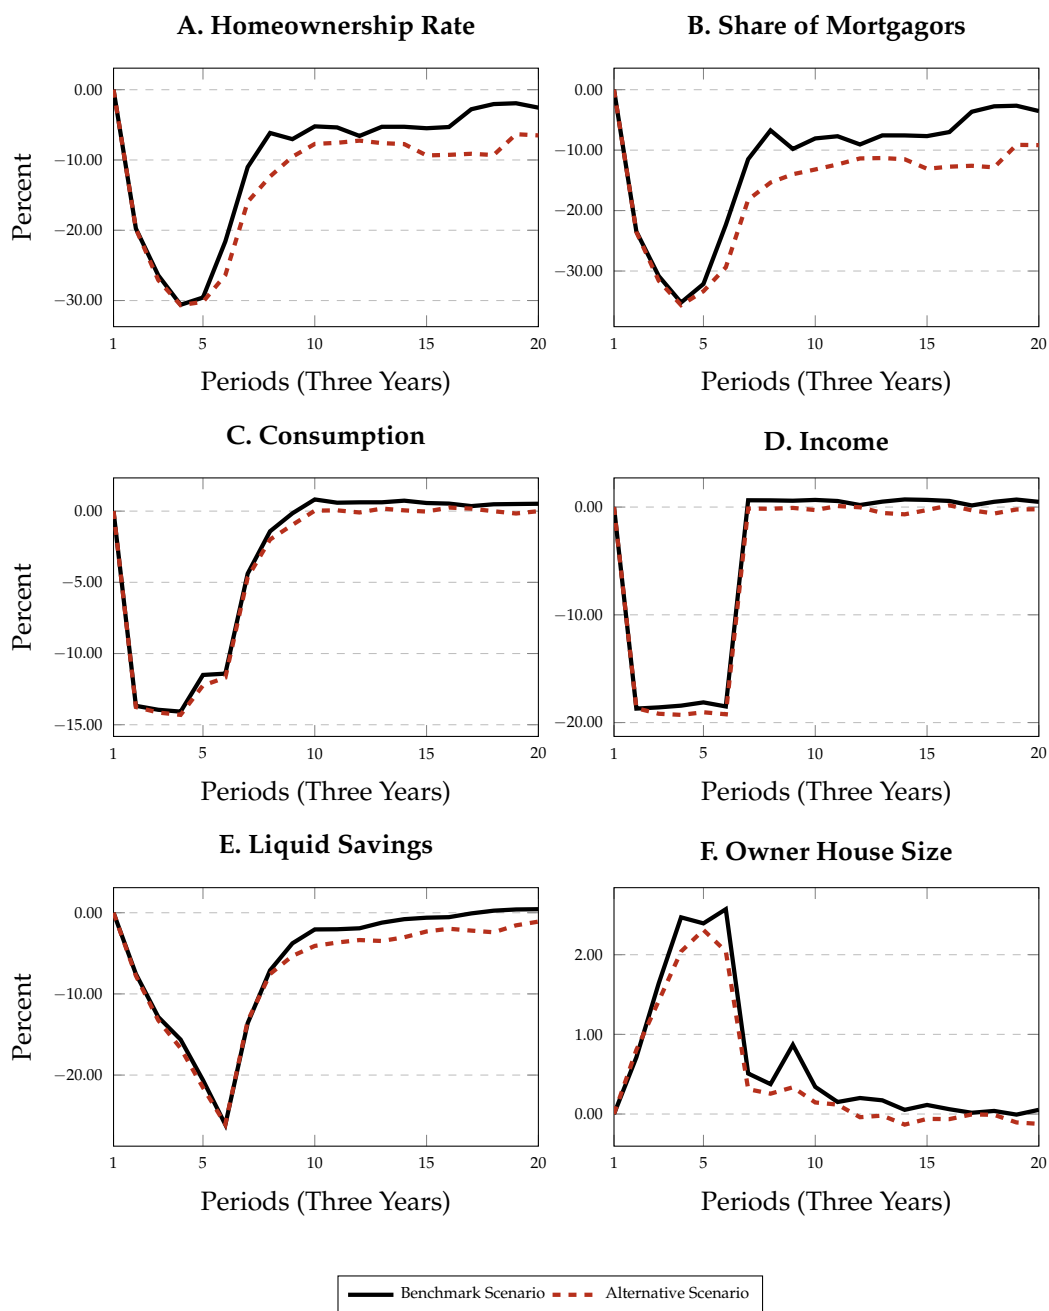 A. Homeownership Rate
B. Share of Mortgagors
0.00
−10.00
−20.00
−30.00
Percent
1 5 10 15 20
Periods (Three Years)
0.00
−10.00
−20.00
−30.00
1 5 10 15 20
Periods (Three Years)
C. Consumption
D. Income
0.00
−5.00
−10.00
−15.00
Percent
1 5 10 15 20
Periods (Three Years)
0.00
−10.00
−20.00
1 5 10 15 20
Periods (Three Years)
E. Liquid Savings
F. Owner House Size
0.00
−10.00
−20.00
Percent
1 5 10 15 20
Periods (Three Years)
2.00
1.00
0.00
1 5 10 15 20
Periods (Three Years)
Benchmark Scenario Alternative Scenario